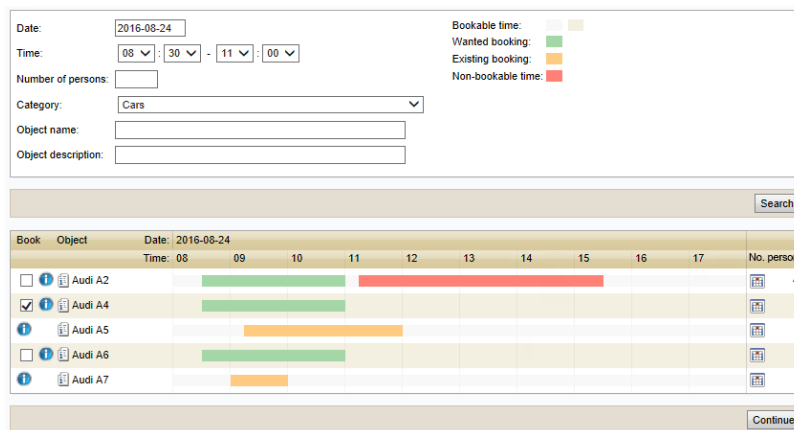 Date: 2016-08-24 Bookable time:
Wanted booking:
Time: 08 : 30 - 11 : 00 Existing booking:
Number of persons: Non-bookable time:
Category: Cars
Object name:
Object description:
Search
Book Object Date: 2016-08-24
Time: 08 09 10 11 12 13 14 15 16 17 No.
Audi A2
Audi A4
Audi A5
Audi A6
Audi A7
Continue